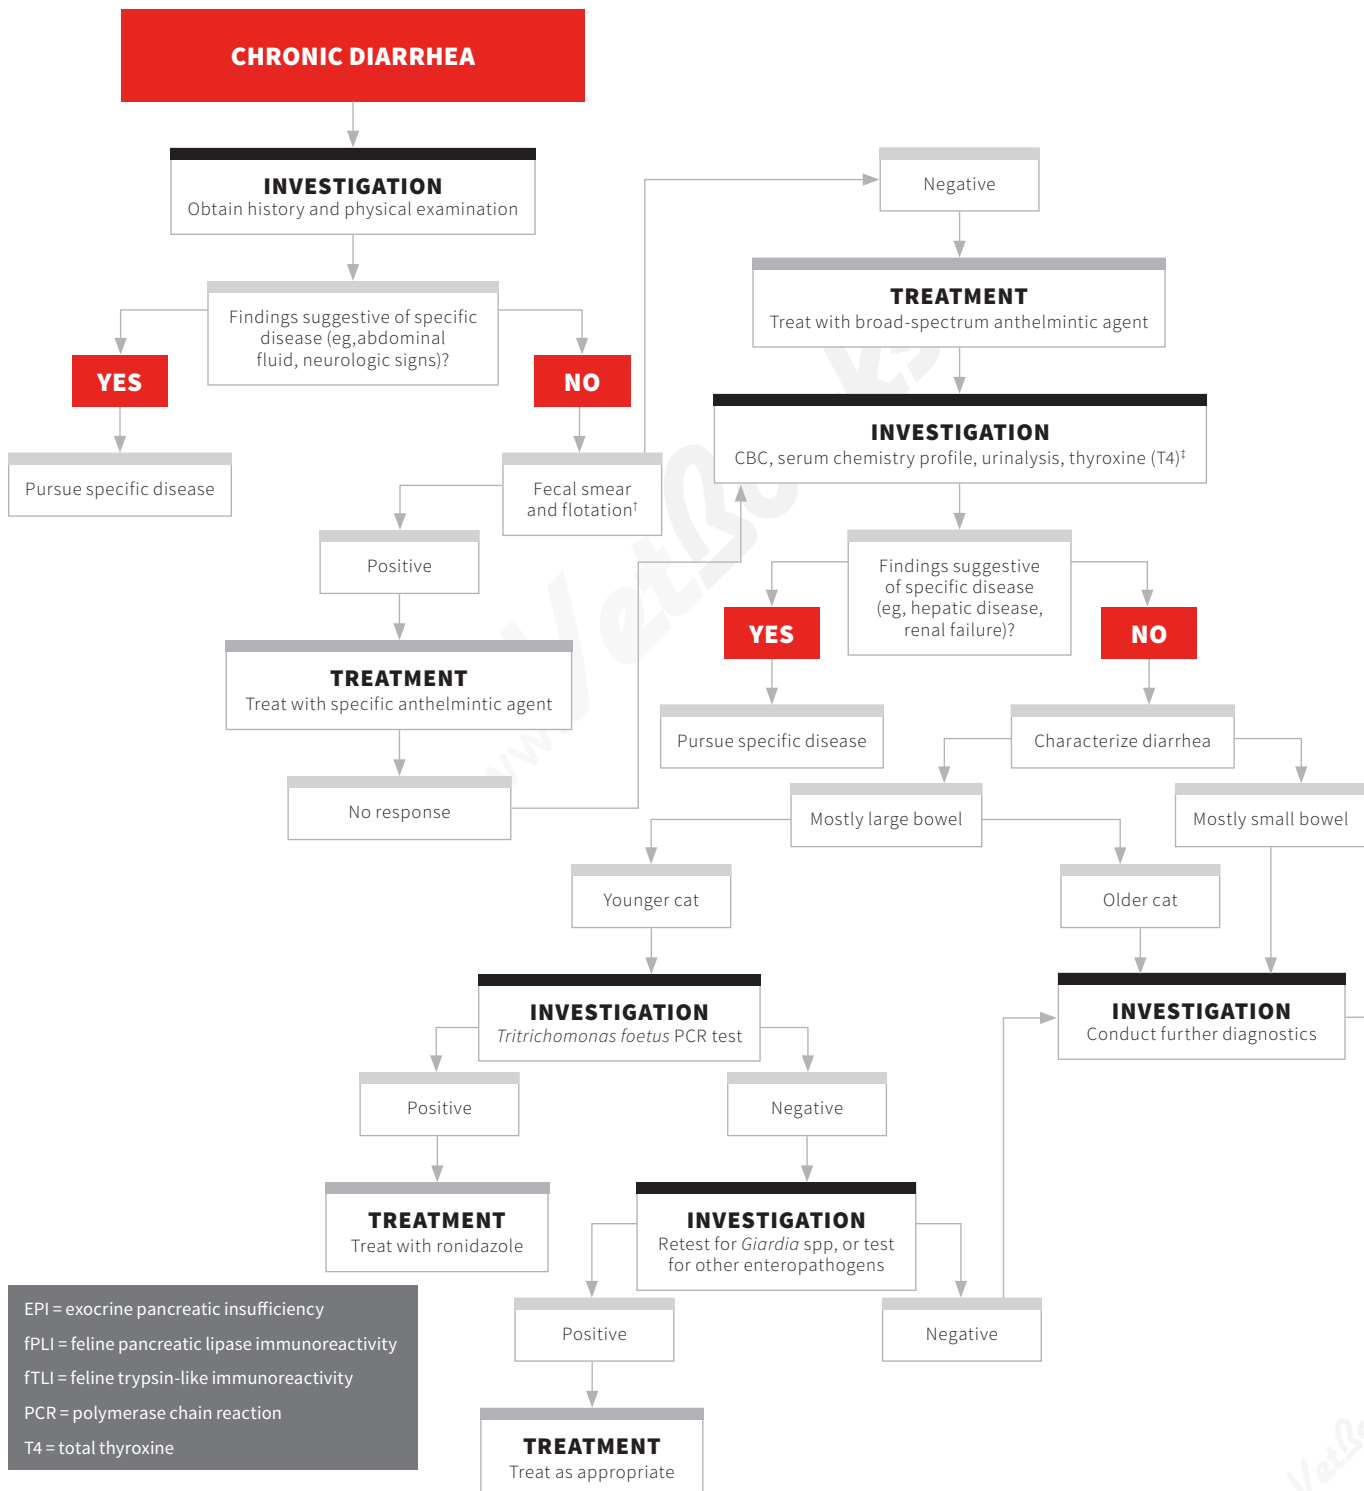 CHRONIC DIARRHEA
INVESTIGATION
Obtain history and physical examination
Findings suggestive of specific
disease (eg,abdominal
fluid, neurologic signs)?
YES
NO
Pursue specific disease
Fecal smear
and flotation†
Positive
TREATMENT
Treat with specific anthelmintic agent
No response
Negative
TREATMENT
Treat with broad-spectrum anthelmintic agent
INVESTIGATION
CBC, serum chemistry profile, urinalysis, thyroxine (T4)‡
Findings suggestive
of specific disease
(eg, hepatic disease,
renal failure)?
YES
NO
Pursue specific disease
Characterize diarrhea
Mostly large bowel
Mostly small bowel
Younger cat
Older cat
INVESTIGATION
Tritrichomonas foetus PCR test
INVESTIGATION
Conduct further diagnostics
Positive
Negative
TREATMENT
Treat with ronidazole
INVESTIGATION
Retest for Giardia spp, or test
for other enteropathogens
Positive
Negative
TREATMENT
Treat as appropriate
EPI = exocrine pancreatic insufficiency
fPLI = feline pancreatic lipase immunoreactivity
fTLI = feline trypsin-like immunoreactivity
PCR = polymerase chain reaction
T4 = total thyroxine